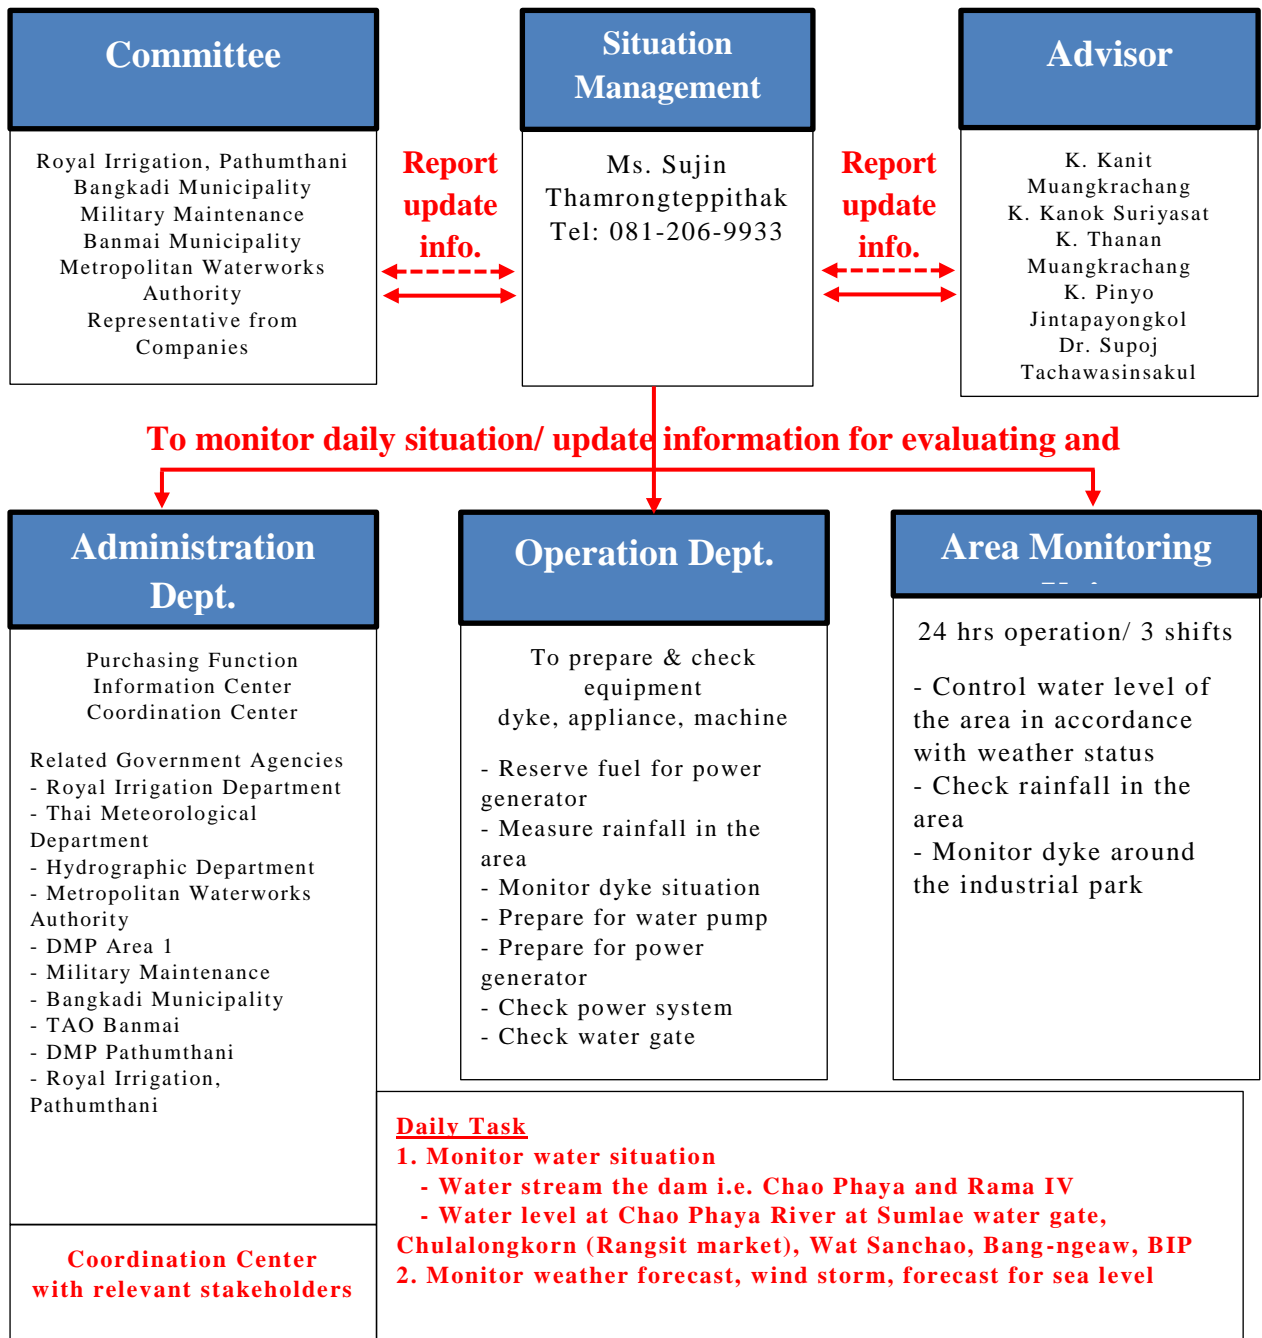 Committee
Royal Irrigation, Pathumthani
Bangkadi Municipality
Military Maintenance
Banmai Municipality
Metropolitan Waterworks
Authority
Representative from
Companies
Report
update
info.
Situation
Management
Ms. Sujin
Thamrongteppithak
Tel: 081-206-9933
Report
update
info.
Advisor
K. Kanit
Muangkrachang
K. Kanok Suriyasat
K. Thanan
Muangkrachang
K. Pinyo
Jintapayongkol
Dr. Supoj
Tachawasinsakul
To monitor daily situation/ update information for evaluating and
Administration
Dept.
Purchasing Function
Information Center
Coordination Center
Related Government Agencies
- Royal Irrigation Department
- Thai Meteorological
Department
- Hydrographic Department
- Metropolitan Waterworks
Authority
- DMP Area 1
- Military Maintenance
- Bangkadi Municipality
- TAO Banmai
- DMP Pathumthani
- Royal Irrigation,
Pathumthani
Coordination Center
with relevant stakeholders
Operation Dept.
To prepare & check
equipment
dyke, appliance, machine
- Reserve fuel for power
generator
- Measure rainfall in the
area
- Monitor dyke situation
- Prepare for water pump
- Prepare for power
generator
- Check power system
- Check water gate
Area Monitoring
24 hrs operation/ 3 shifts
- Control water level of
the area in accordance
with weather status
- Check rainfall in the
area
- Monitor dyke around
the industrial park
Daily Task
1. Monitor water situation
- Water stream the dam i.e. Chao Phaya and Rama IV
- Water level at Chao Phaya River at Sumlae water gate,
Chulalongkorn (Rangsit market), Wat Sanchao, Bang-ngeaw, BIP
2. Monitor weather forecast, wind storm, forecast for sea level